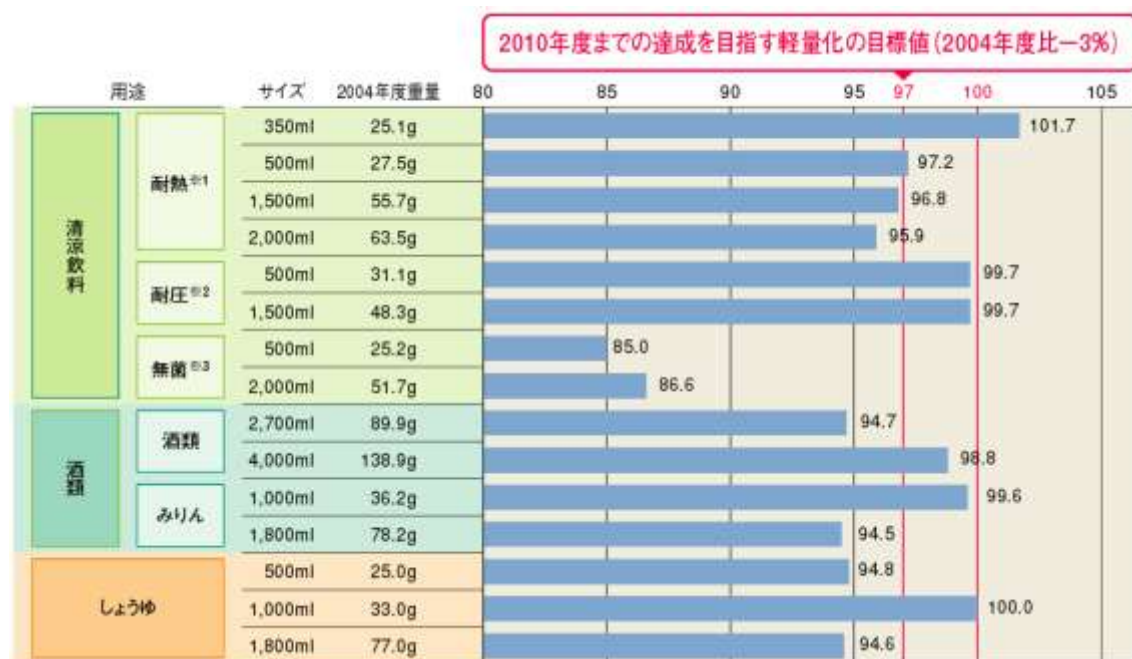 2010年度までの達成を目指す軽量化の目標値(2004年度比ー3%)
用途 サイズ 2004年度重量 80 85 90 95 97 100 105
清涼飲料
耐熱※1
350ml 25.1g 101.7
500ml 27.5g 97.2
1,500ml 55.7g 96.8
2,000ml 63.5g 95.9
耐圧※2
500ml 31.1g 99.7
1,500ml 48.3g 99.7
無菌※3
500ml 25.2g 85.0
2,000ml 51.7g 86.6
酒類
酒類
2,700ml 89.9g 94.7
4,000ml 138.9g 98.8
みりん
1,000ml 36.2g 99.6
1,800ml 78.2g 94.5
しょうゆ
500ml 25.0g 94.8
1,000ml 33.0g 100.0
1,800ml 77.0g 94.6